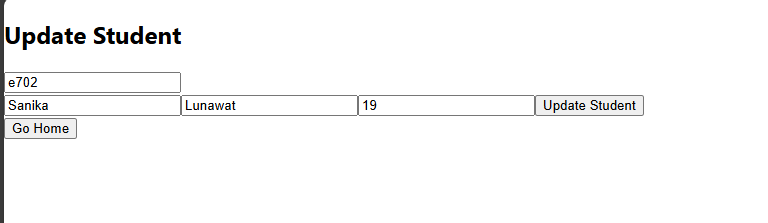 Update Student
e702
Sanika Lunawat 19 Update Student
Go Home